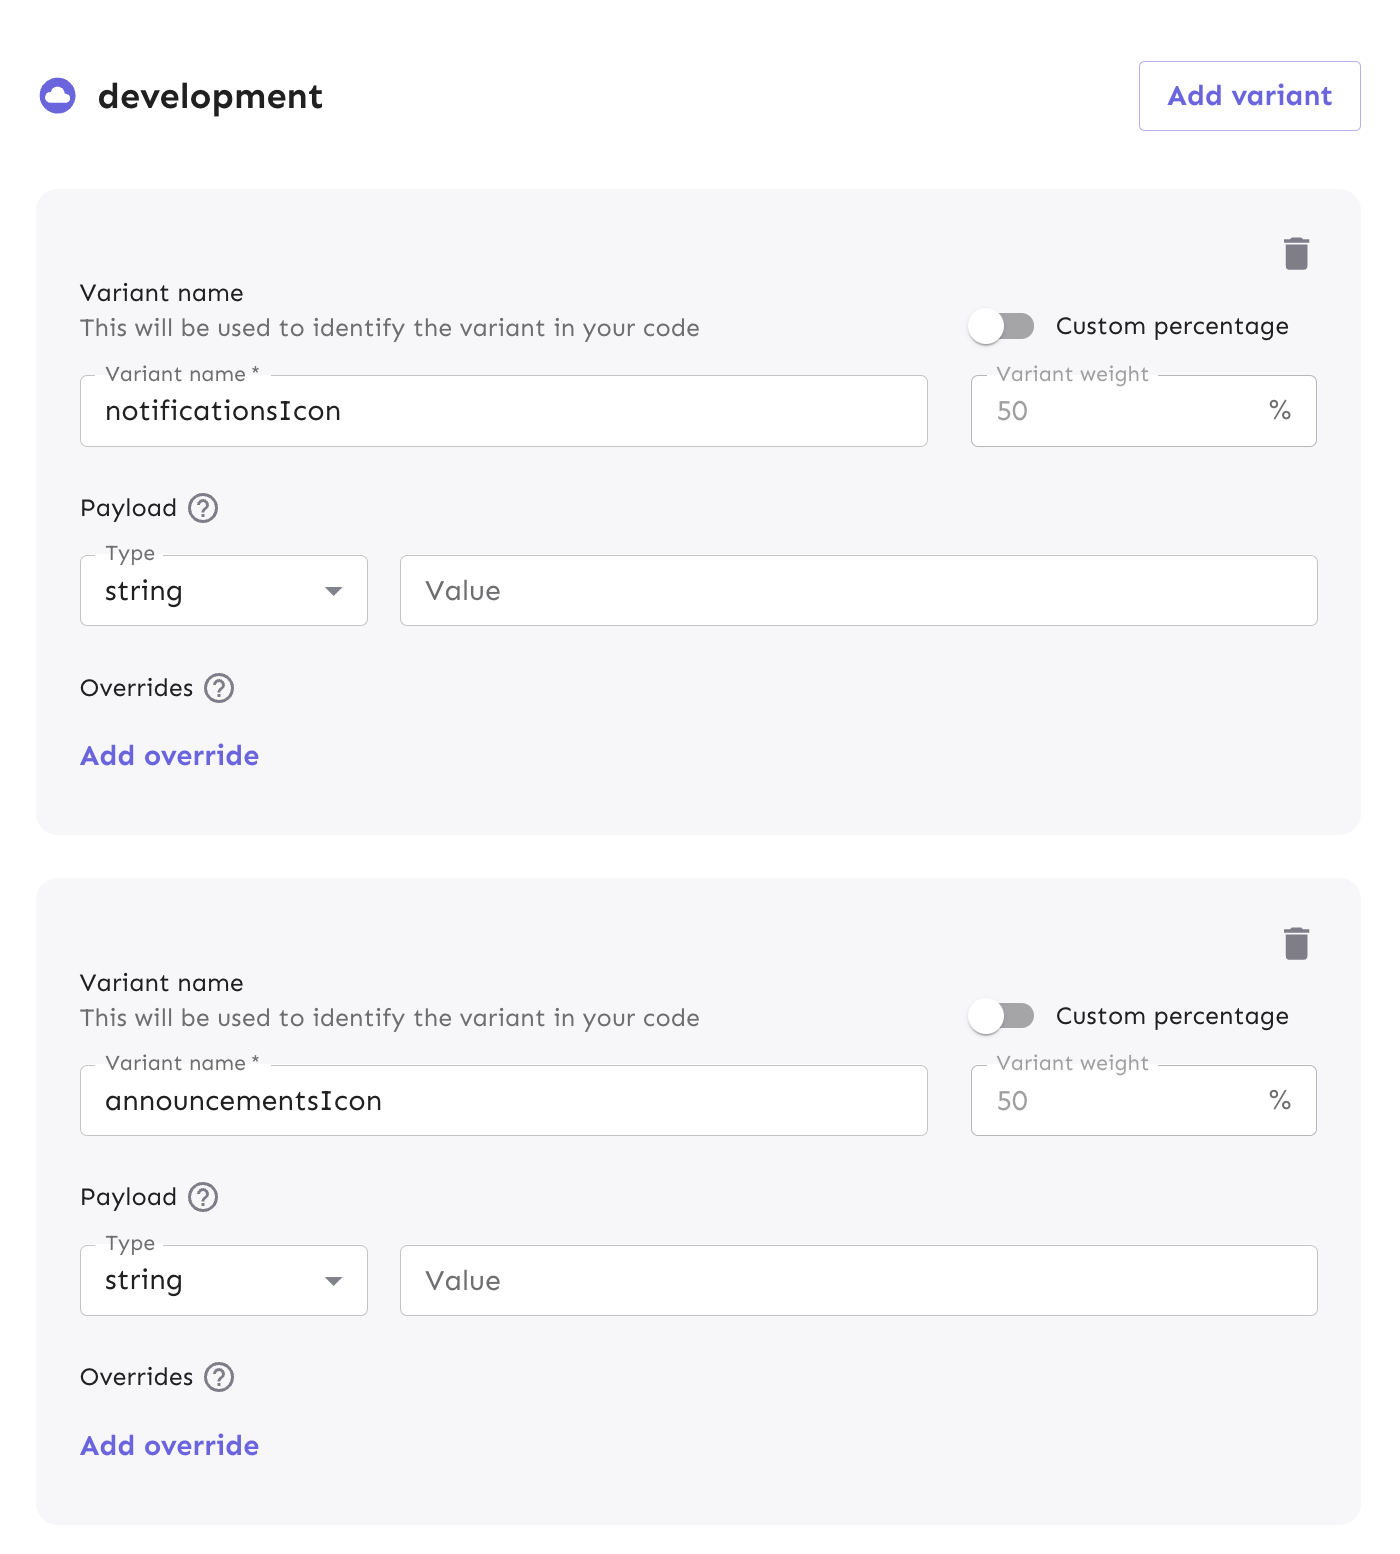 development
Add variant
Variant name
This will be used to identify the variant in your code
Custom percentage
Variant name *
notificationsIcon
Variant weight
50 %
Payload ?
Type
string
Value
Overrides ?
Add override
Variant name
This will be used to identify the variant in your code
Custom percentage
Variant name *
announcementsIcon
Variant weight
50 %
Payload ?
Type
string
Value
Overrides ?
Add override